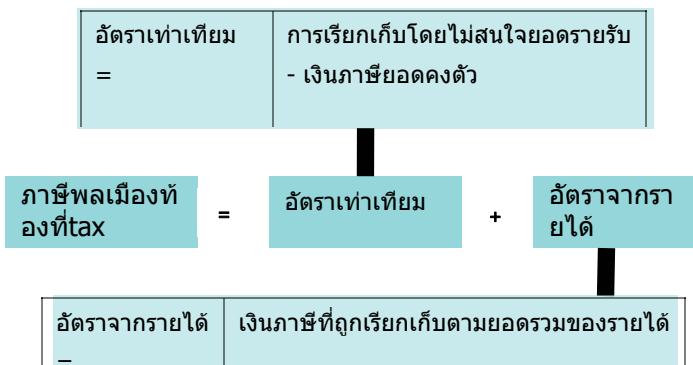 อัตราเท่าเทียม การเรียกเก็บโดยไม่สนใจยอดรายรับ
= - เงินภาษียอดคงตัว
ภาษีพลเมืองท้
องที่tax
=
อัตราเท่าเทียม
+
อัตราจากรา
ยได้
อัตราจากรายได้ เงินภาษีที่ถูกเรียกเก็บตามยอดรวมของรายได้